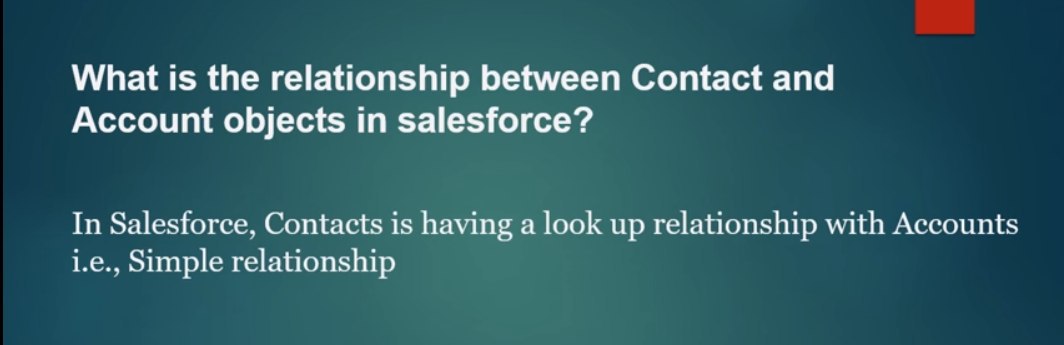 What is the relationship between Contact and
Account objects in salesforce?
In Salesforce, Contacts is having a look up relationship with Accounts
i.e., Simple relationship